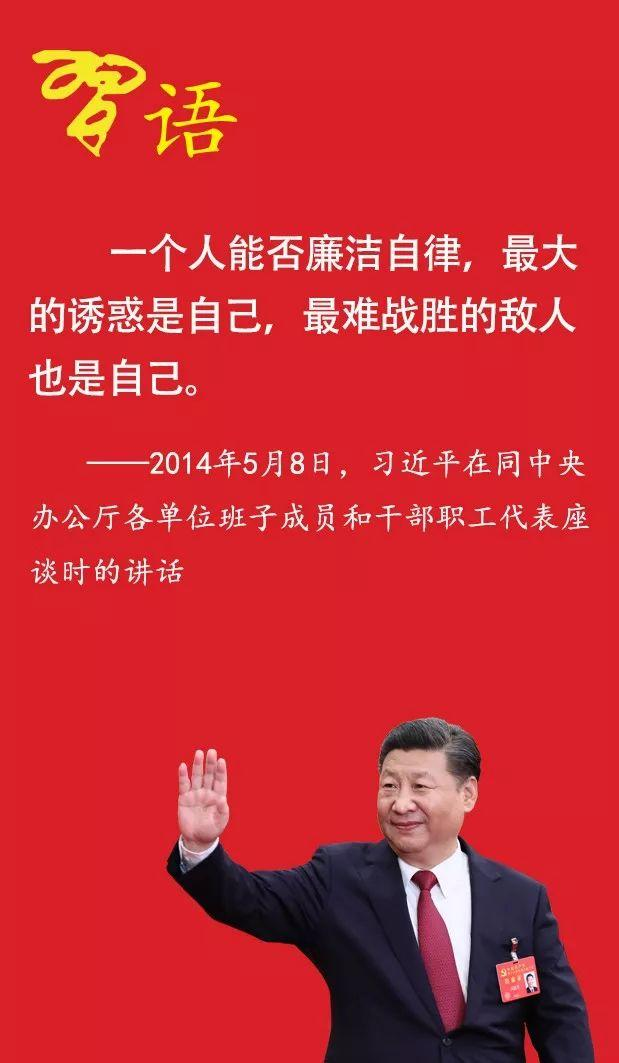 習语
一个人能否廉洁自律，最大
的诱惑是自己，最难战胜的敌人
也是自己。
——2014年5月8日，习近平在同中央
办公厅各单位班子成员和干部职工代表座
谈时的讲话